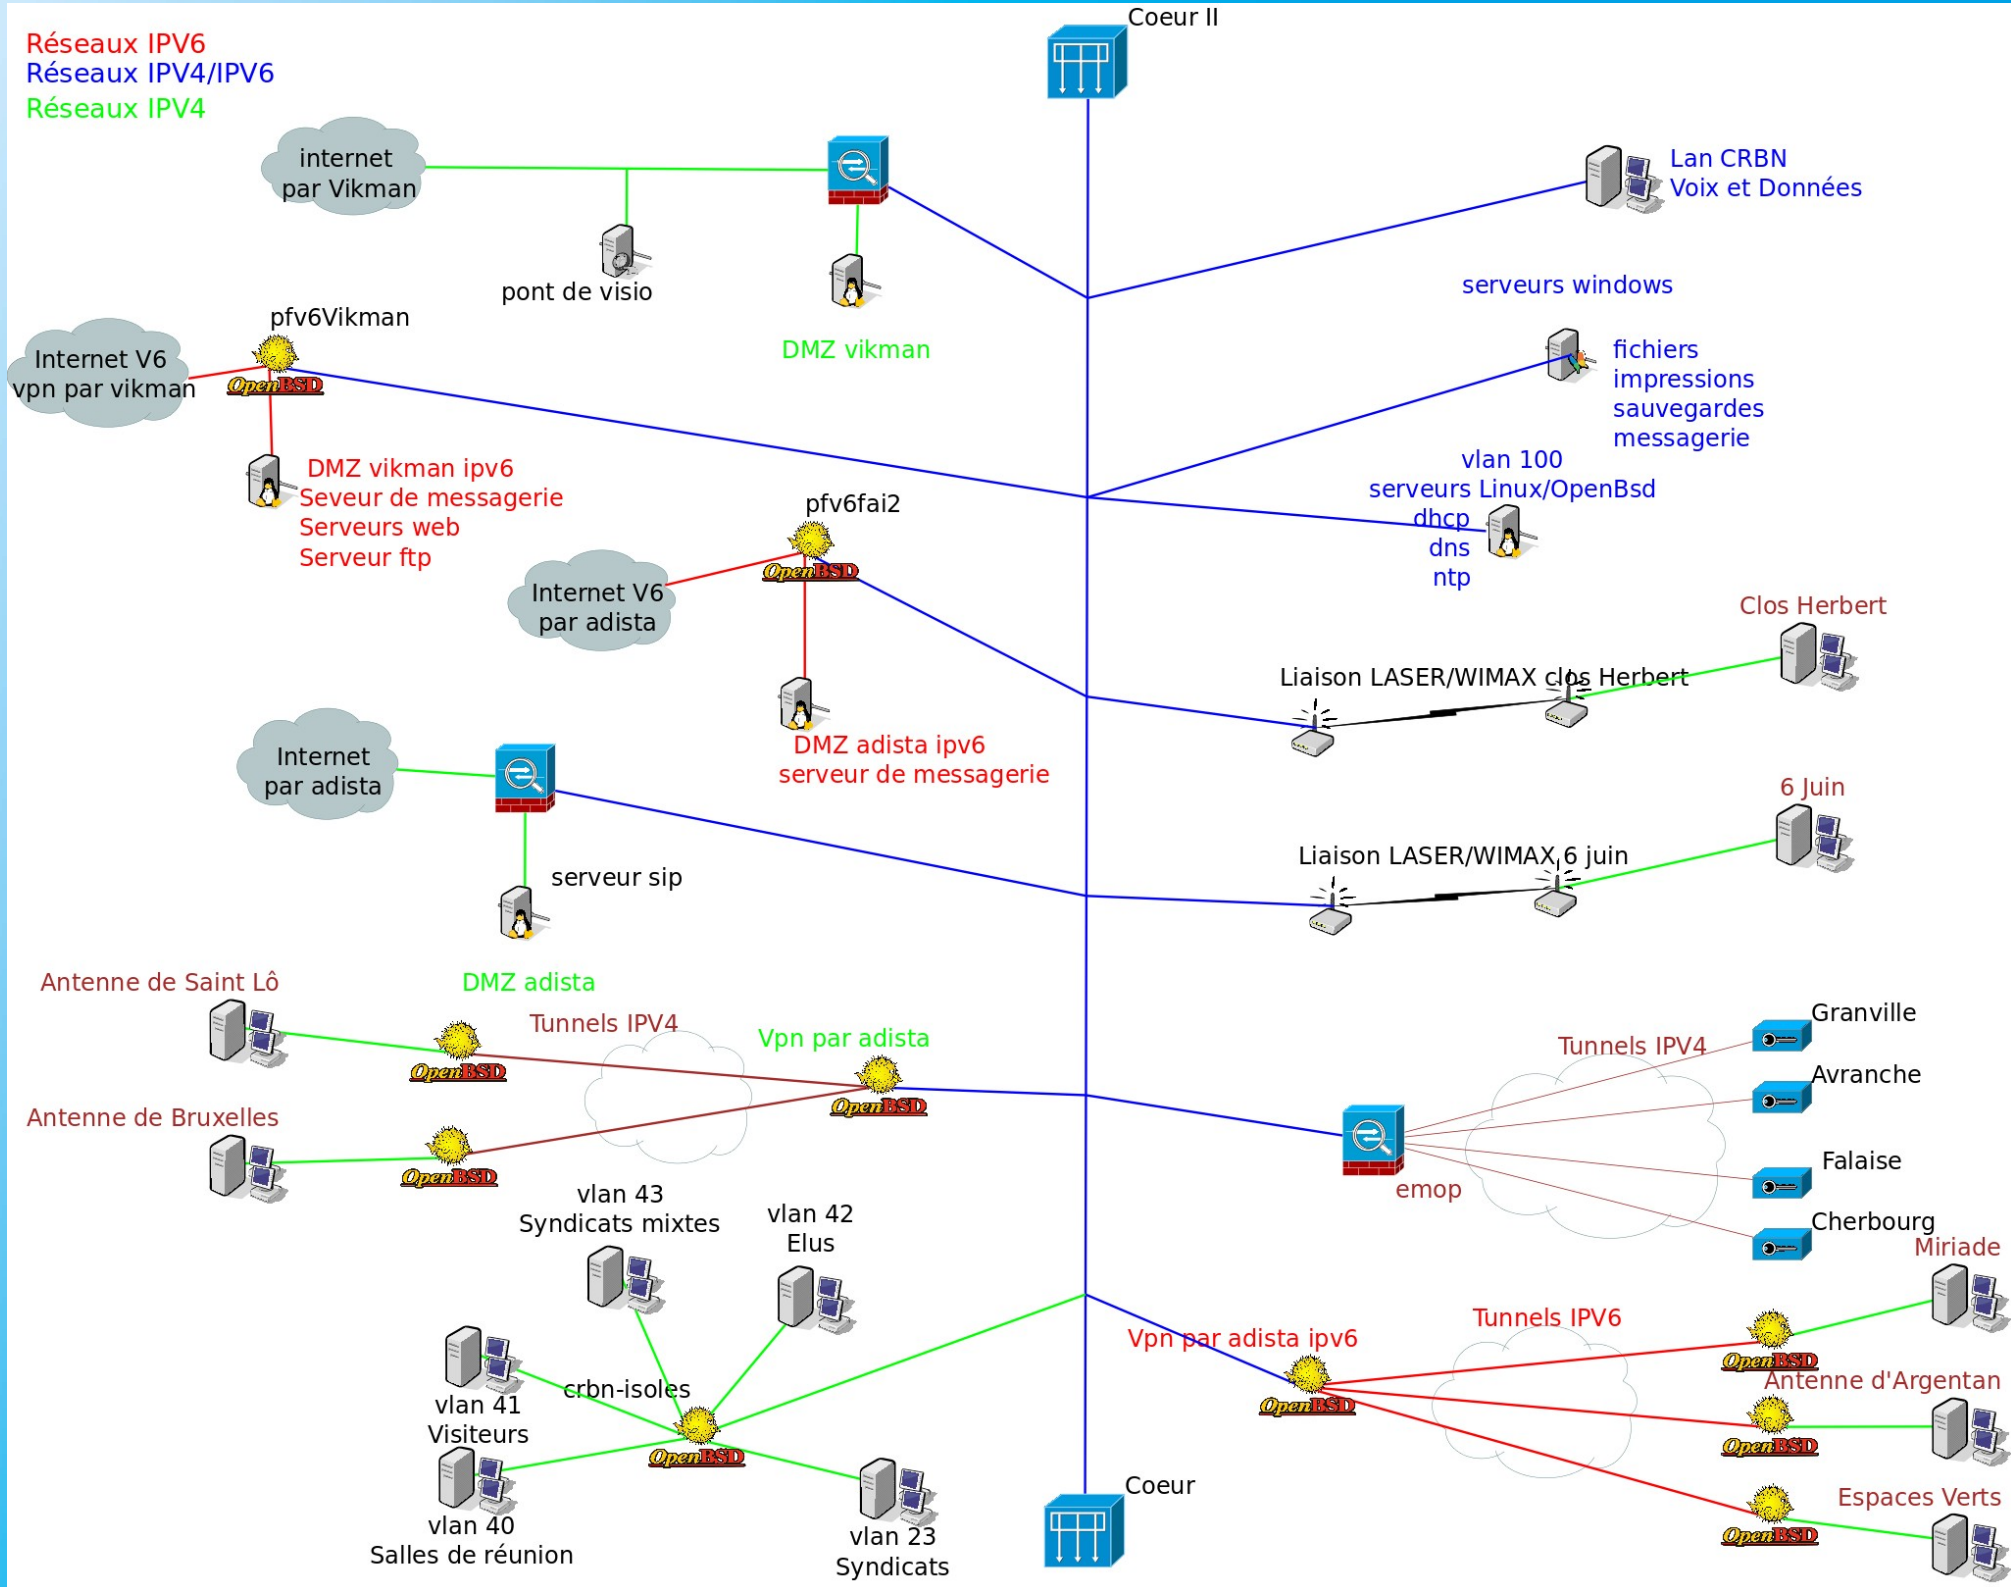 Coeur II
Réseaux IPV6
Réseaux IPV4/IPV6
Réseaux IPV4
internet
par Vikman
pont de visio
DMZ vikman
Lan CRBN
Voix et Données
serveurs windows
fichiers
impressions
sauvegardes
messagerie
pfv6Vikman
Internet V6
vpn par vikman
OpenBSD
DMZ vikman ipv6
Seveur de messagerie
Serveurs web
Serveur ftp
vlan 100
serveurs Linux/OpenBsd
dhcp
dns
ntp
pfv6fai2
OpenBSD
Internet V6
par adista
DMZ adista ipv6
serveur de messagerie
Clos Herbert
Liaison LASER/WIMAX clos Herbert
Internet
par adista
serveur sip
DMZ adista
6 Juin
Liaison LASER/WIMAX 6 juin
Antenne de Saint Lô
OpenBSD
Tunnels IPV4
Vpn par adista
OpenBSD
Antenne de Bruxelles
OpenBSD
Tunnels IPV4
Granville
Avranche
Falaise
Cherbourg
emop
vlan 43
Syndicats mixtes
vlan 42
Elus
vlan 41
Visiteurs
crbn-isoles
OpenBSD
vlan 40
Salles de réunion
vlan 23
Syndicats
Vpn par adista ipv6
OpenBSD
Tunnels IPV6
Miriade
OpenBSD
Antenne d'Argentan
OpenBSD
Espaces Verts
OpenBSD
Coeur